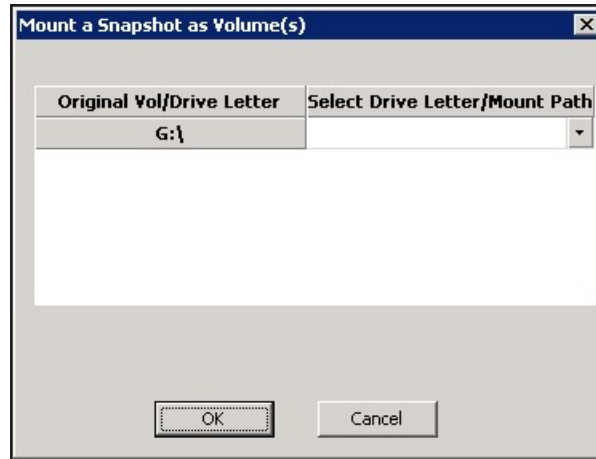 Mount a Snapshot as Volume(s)
Original Vol/Drive Letter Select Drive Letter/Mount Path
G:\
OK Cancel